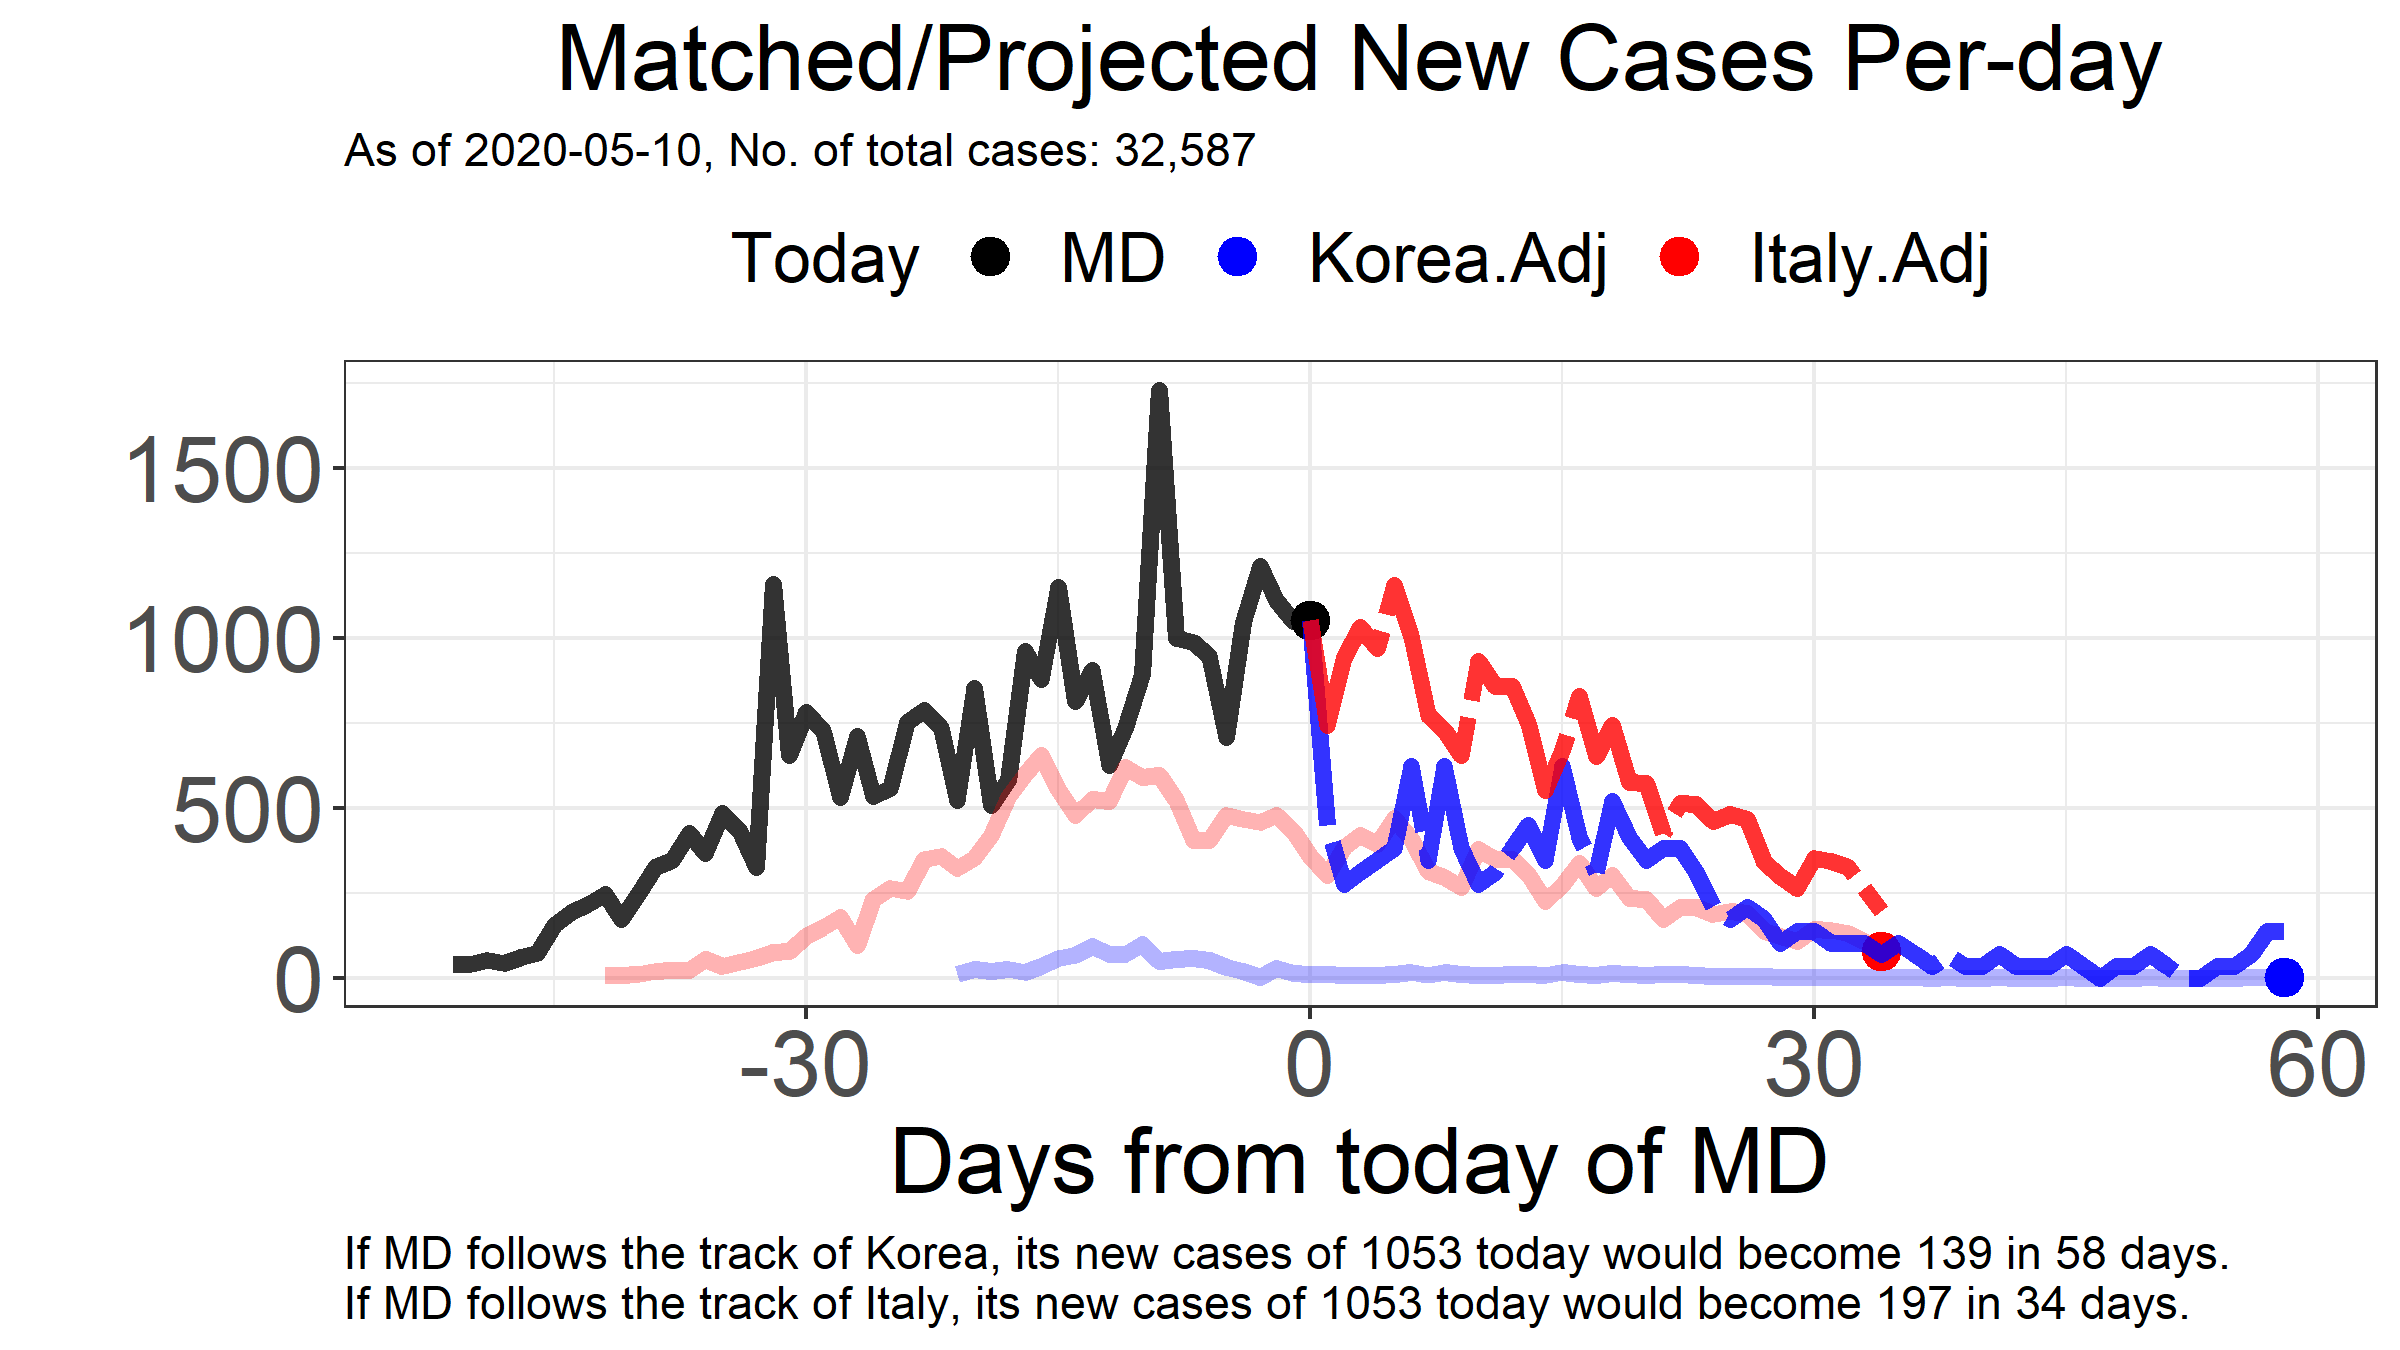 Matched/Projected New Cases Per-day
As of 2020-05-10, No. of total cases: 32,587
Today MD Korea.Adj Italy.Adj
1500
1000
500
0
-30 0 30 60
Days from today of MD
If MD follows the track of Korea, its new cases of 1053 today would become 139 in 58 days.
If MD follows the track of Italy, its new cases of 1053 today would become 197 in 34 days.